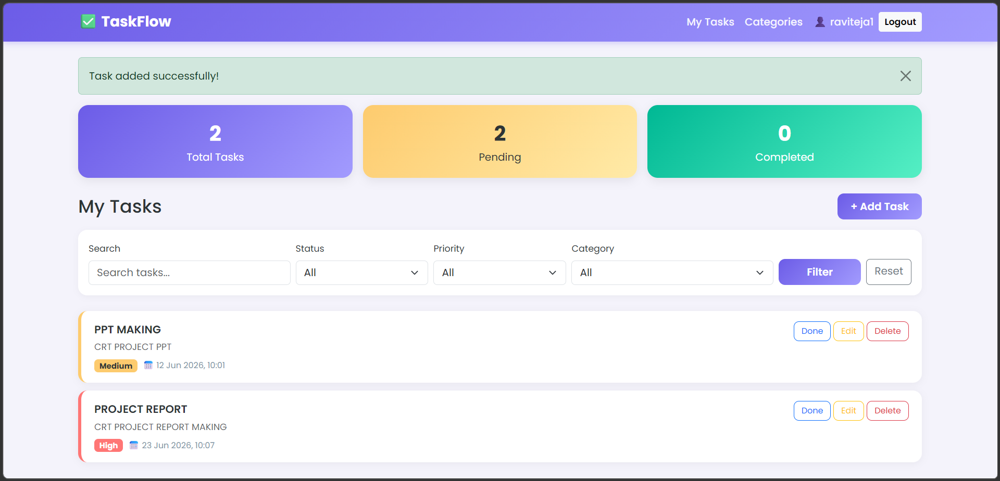 TaskFlow
My Tasks Categories raviteja1 Logout
Task added successfully!
2
Total Tasks
2
Pending
0
Completed
My Tasks
+ Add Task
Search
Status
Priority
Category
Search tasks...
All
All
All
Filter
Reset
PPT MAKING
CRT PROJECT PPT
Medium 12 Jun 2026, 10:01
Done Edit Delete
PROJECT REPORT
CRT PROJECT REPORT MAKING
High 23 Jun 2026, 10:07
Done Edit Delete